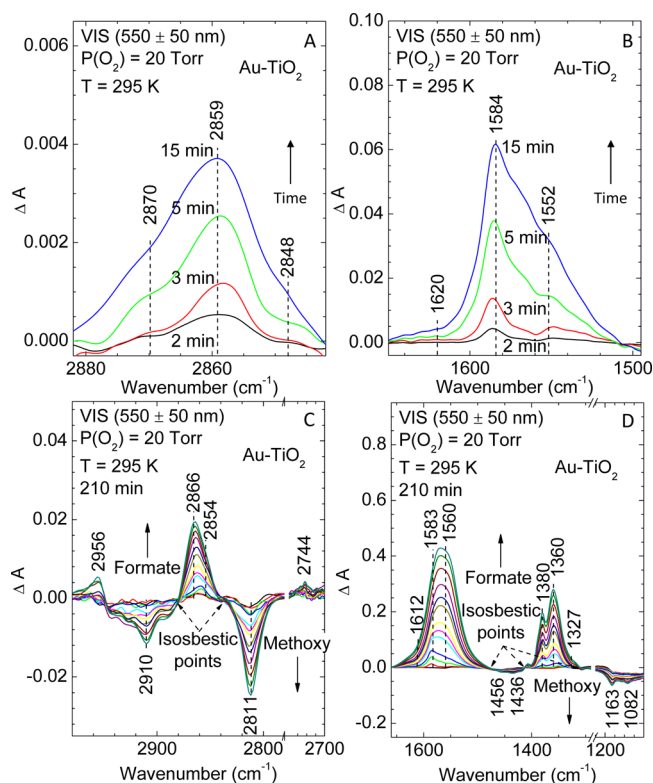 VIS (550 ± 50 nm)
P(O₂) = 20 Torr
T = 295 K
A
Au-TiO₂
2859
15 min
5 min
3 min
2 min
2870
2848
Time
0.006
0.004
0.002
0.000
Δ A
2880
2860
Wavenumber (cm⁻¹)
VIS (550 ± 50 nm)
P(O₂) = 20 Torr
T = 295 K
B
Au-TiO₂
1584
15 min
5 min
3 min
2 min
1552
1620
Time
0.10
0.08
0.06
0.04
0.02
0.00
Δ A
1600
1500
Wavenumber (cm⁻¹)
VIS (550 ± 50 nm)
P(O₂) = 20 Torr
T = 295 K
210 min
C
Au-TiO₂
2866
2854
2956
Formate
2744
Isosbestic
points
Methoxy
2910
2811
0.04
0.02
0.00
-0.02
Δ A
2900
2800
2700
Wavenumber (cm⁻¹)
VIS (550 ± 50 nm)
P(O₂) = 20 Torr
T = 295 K
210 min
D
Au-TiO₂
1583
1560
1612
Formate
Isosbestic
points
1380
1360
1327
Methoxy
1456
1436
1163
1082
0.8
0.6
0.4
0.2
0.0
-0.2
Δ A
1600
1400
1200
Wavenumber (cm⁻¹)